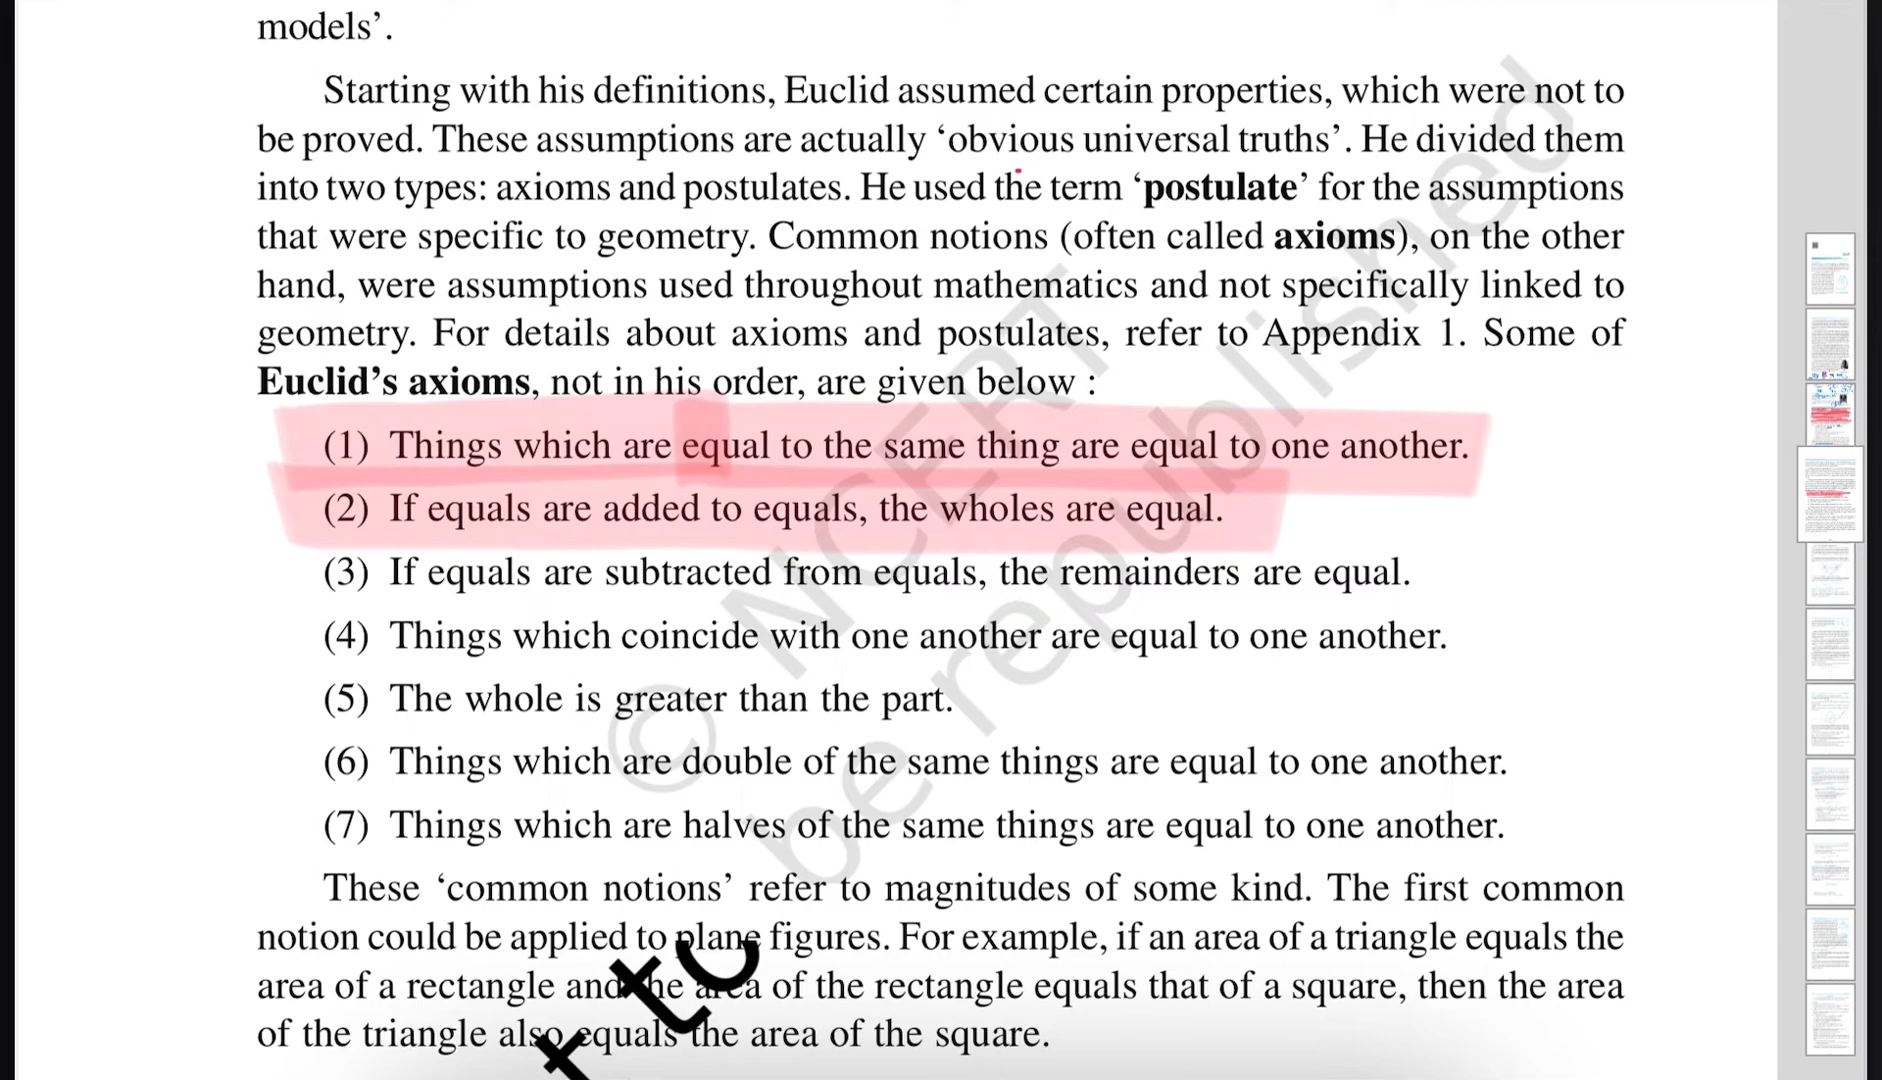 models’.
Starting with his definitions, Euclid assumed certain properties, which were not to
be proved. These assumptions are actually ‘obvious universal truths’. He divided them
into two types: axioms and postulates. He used the term ‘postulate’ for the assumptions
that were specific to geometry. Common notions (often called axioms), on the other
hand, were assumptions used throughout mathematics and not specifically linked to
geometry. For details about axioms and postulates, refer to Appendix 1. Some of
Euclid’s axioms, not in his order, are given below :
(1) Things which are equal to the same thing are equal to one another.
(2) If equals are added to equals, the wholes are equal.
(3) If equals are subtracted from equals, the remainders are equal.
(4) Things which coincide with one another are equal to one another.
(5) The whole is greater than the part.
(6) Things which are double of the same things are equal to one another.
(7) Things which are halves of the same things are equal to one another.
These ‘common notions’ refer to magnitudes of some kind. The first common
notion could be applied to plane figures. For example, if an area of a triangle equals the
area of a rectangle and the area of the rectangle equals that of a square, then the area
of the triangle also equals the area of the square.
© NCERT
be republished
t to